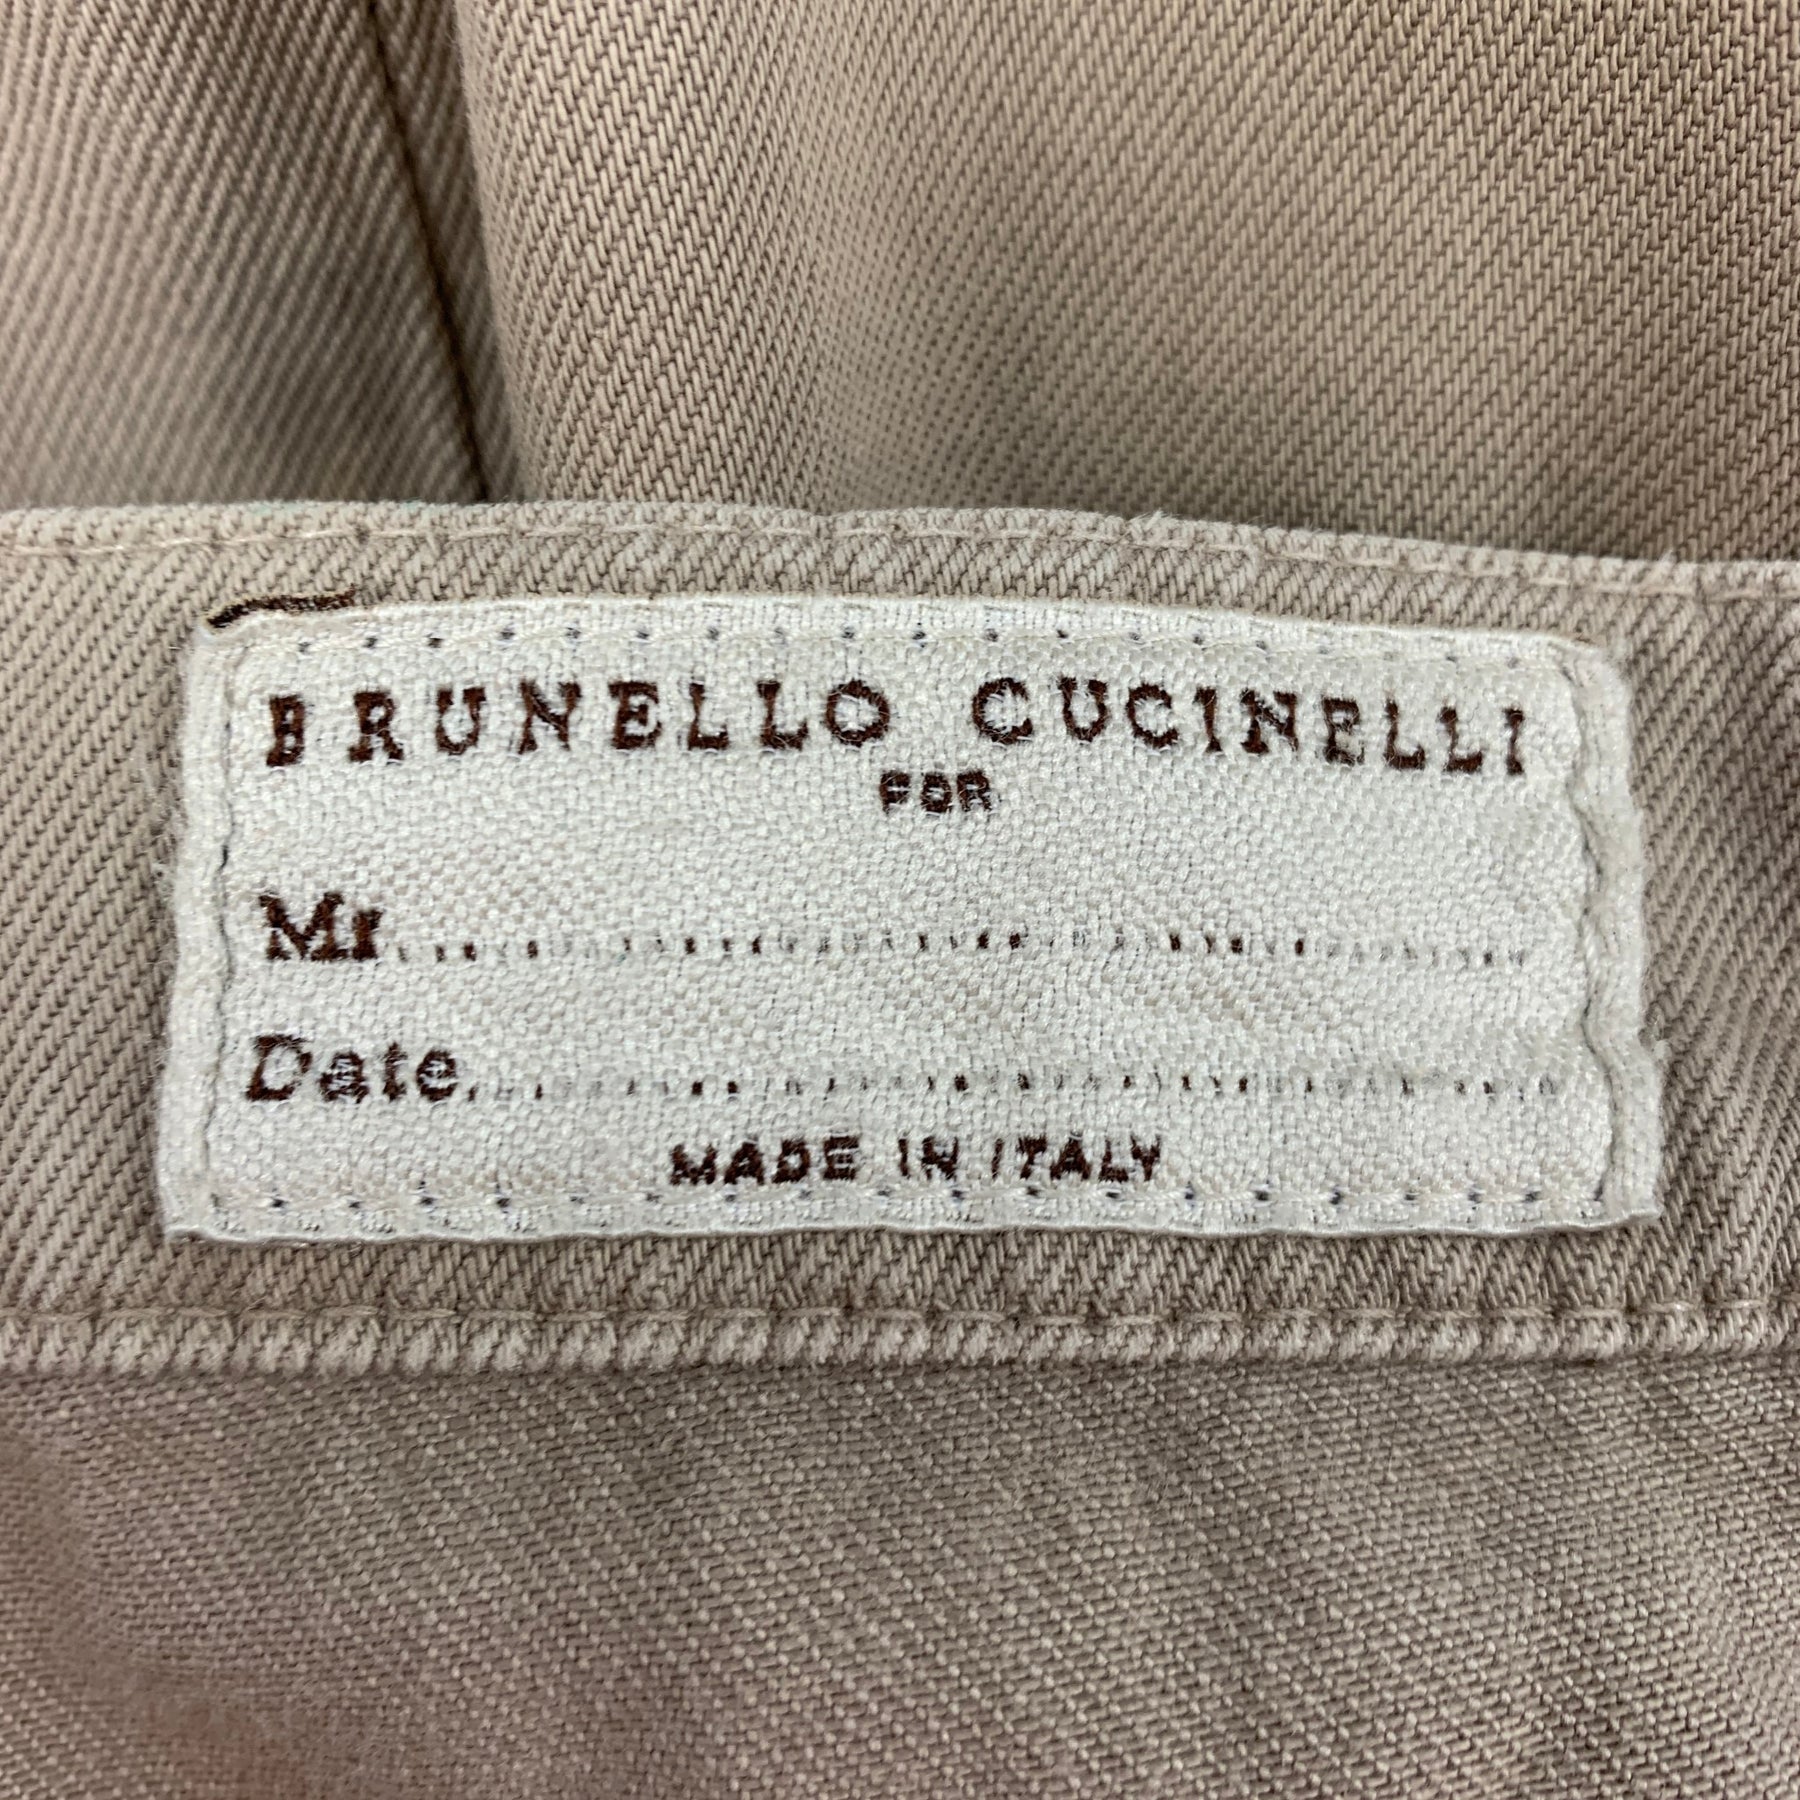 BRUNELLO CUCINELLI
FOR
Mr..............................
Date..............................
MADE IN ITALY